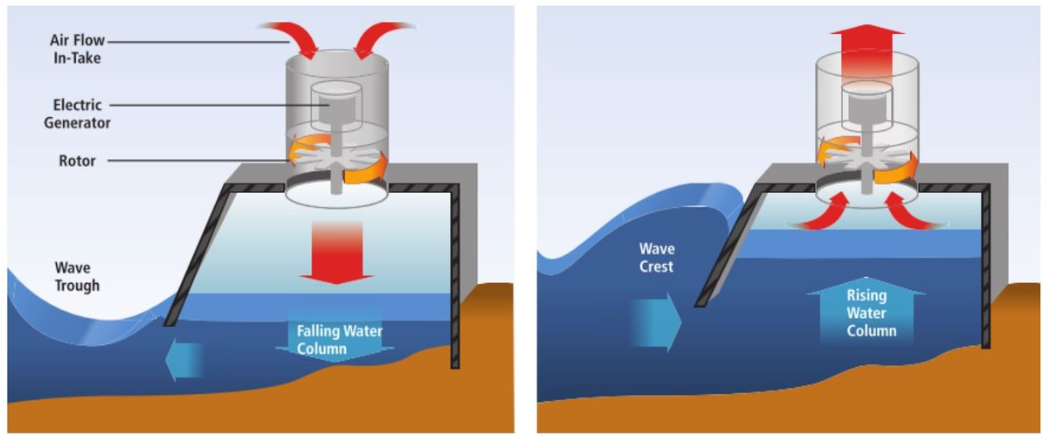 Air Flow
In-Take
Electric
Generator
Rotor
Wave
Trough
Falling Water
Column
Wave
Crest
Rising
Water
Column